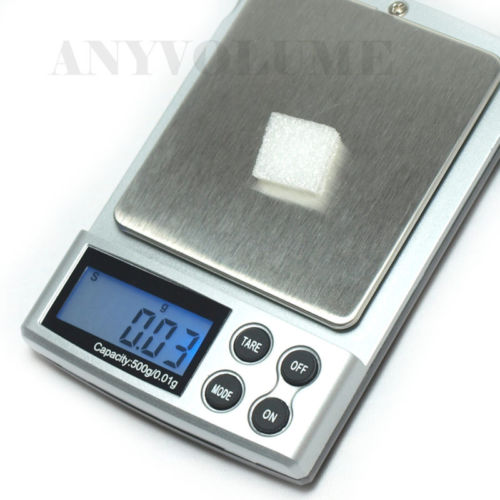 ANYVOLUME
S
g
0.03
Capacity:500g/0.01g
TARE
OFF
MODE
ON